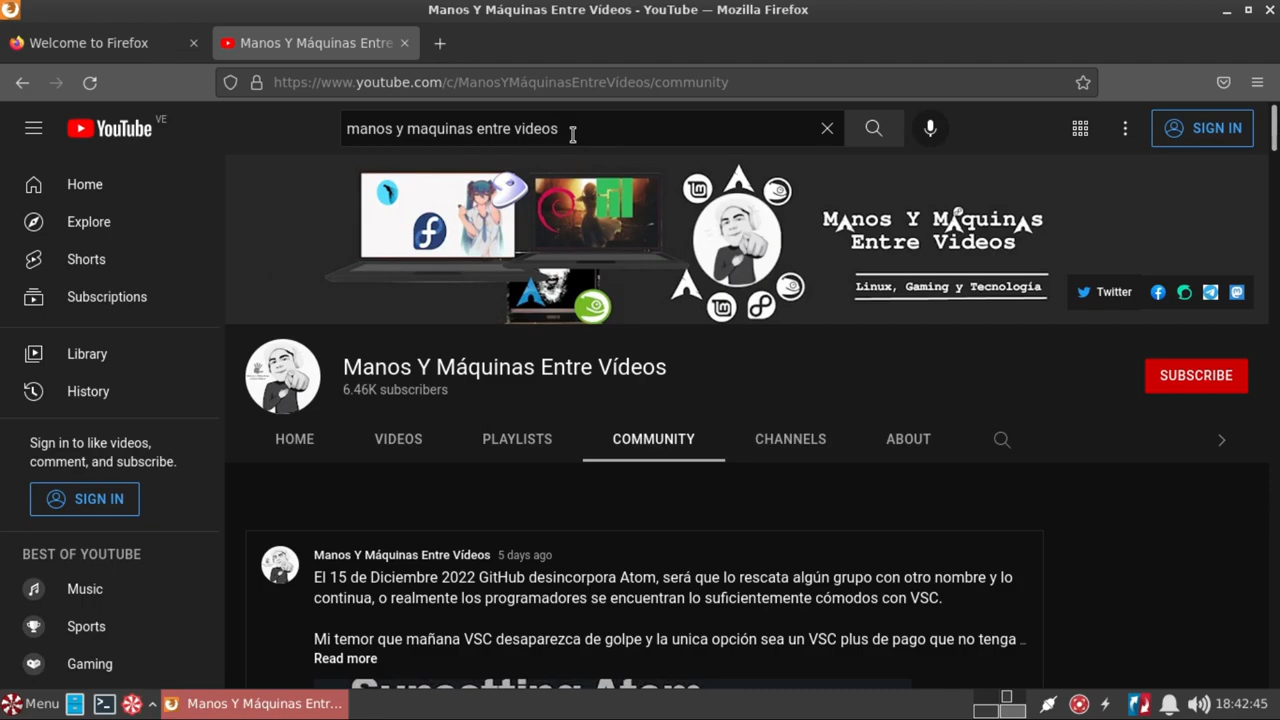 Manos Y Máquinas Entre Vídeos - YouTube — Mozilla Firefox
Welcome to Firefox
Manos Y Máquinas Entre
https://www.youtube.com/c/ManosYMáquinasEntreVídeos/community
YouTube VE
manos y maquinas entre videos
SIGN IN
Home
Explore
Shorts
Subscriptions
Library
History
Sign in to like videos,
comment, and subscribe.
SIGN IN
BEST OF YOUTUBE
Music
Sports
Gaming
Manos Y Maquinas
Entre Videos
Linux, Gaming y Tecnología
Twitter
Manos Y Máquinas Entre Vídeos
6.46K subscribers
SUBSCRIBE
HOME VIDEOS PLAYLISTS COMMUNITY CHANNELS ABOUT
Manos Y Máquinas Entre Vídeos 5 days ago
El 15 de Diciembre 2022 GitHub desincorpora Atom, será que lo rescata algún grupo con otro nombre y lo
continua, o realmente los programadores se encuentran lo suficientemente cómodos con VSC.
Mi temor que mañana VSC desaparezca de golpe y la unica opción sea un VSC plus de pago que no tenga ...
Read more
Sunsetting Atom
Menu
Manos Y Máquinas Entr...
18:42:45